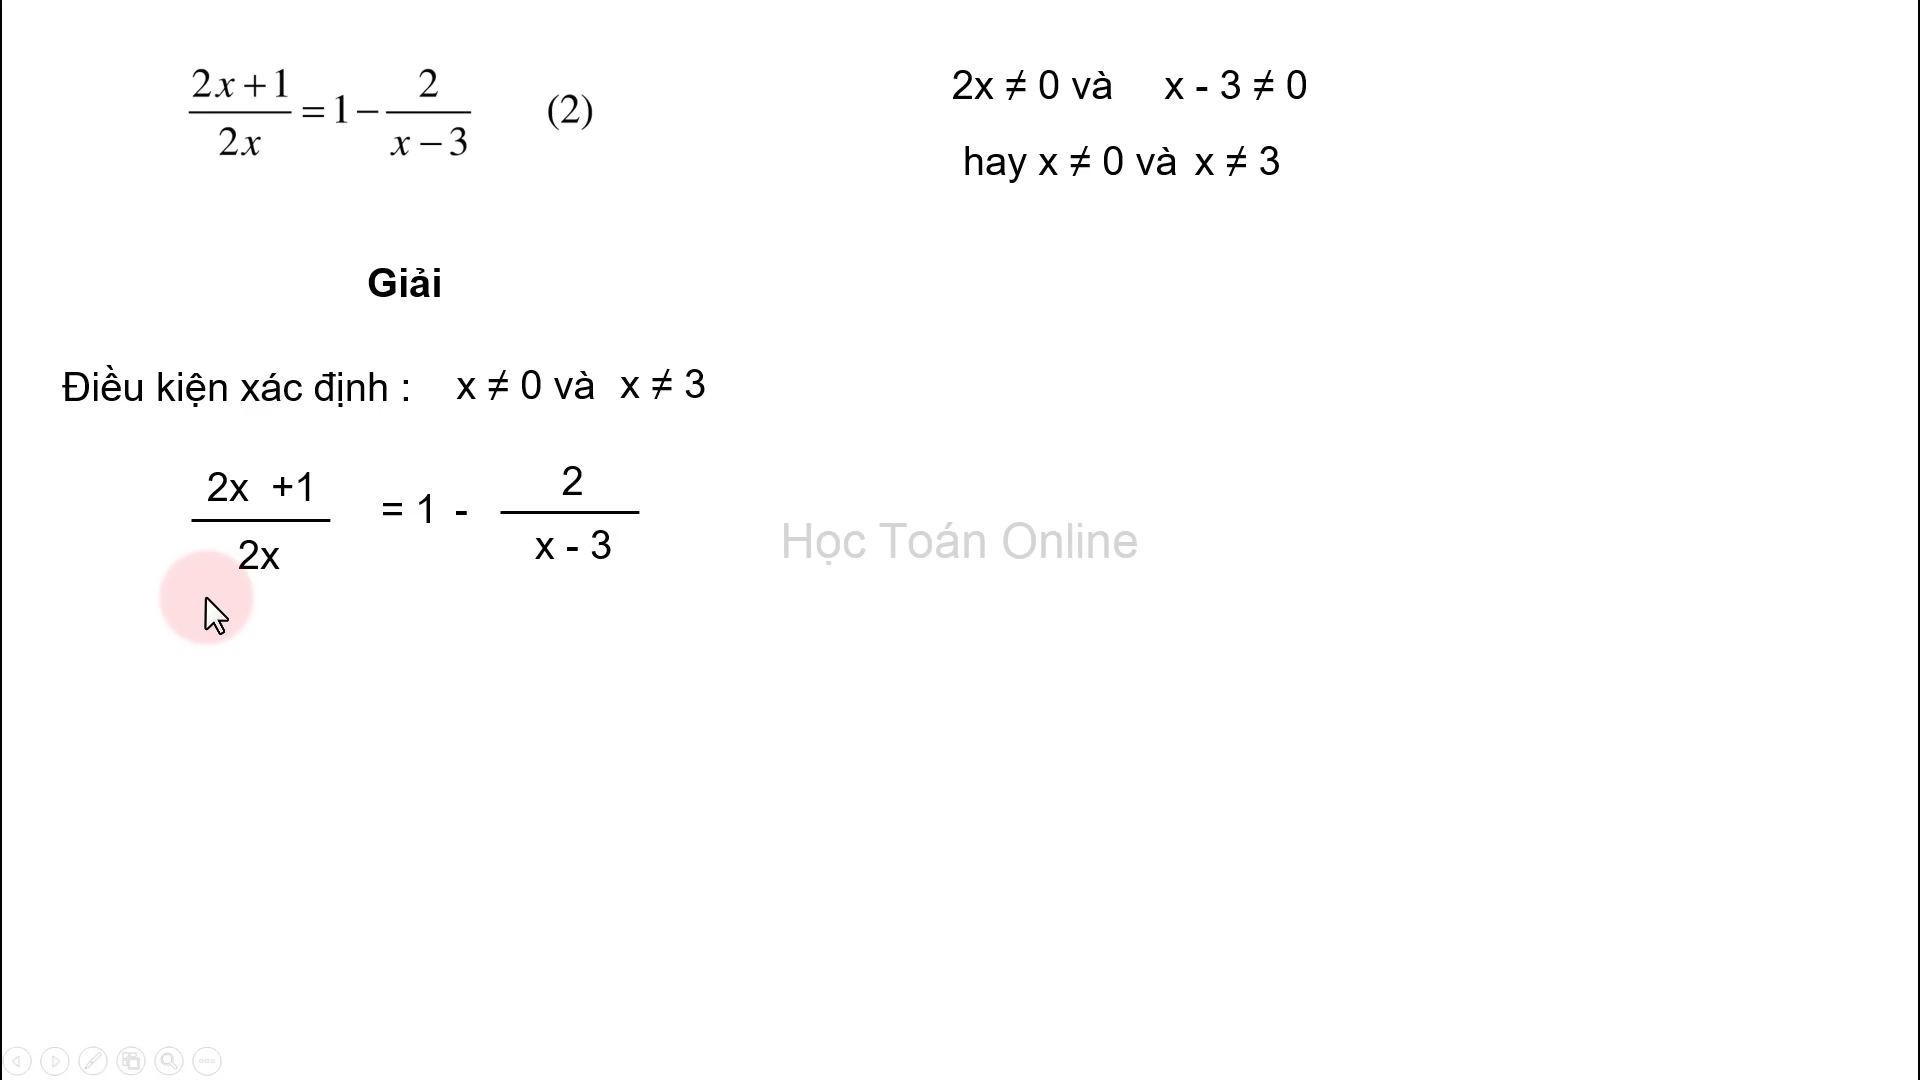 2x+1 / 2x = 1 − 2 / x−3 (2)
2x ≠ 0 và x - 3 ≠ 0
hay x ≠ 0 và x ≠ 3
Giải
Điều kiện xác định : x ≠ 0 và x ≠ 3
2x +1 / 2x = 1 - 2 / x - 3
Học Toán Online